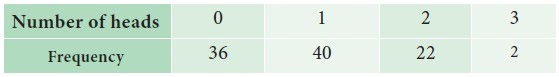 Number of heads 0 1 2 3
Frequency 36 40 22 2